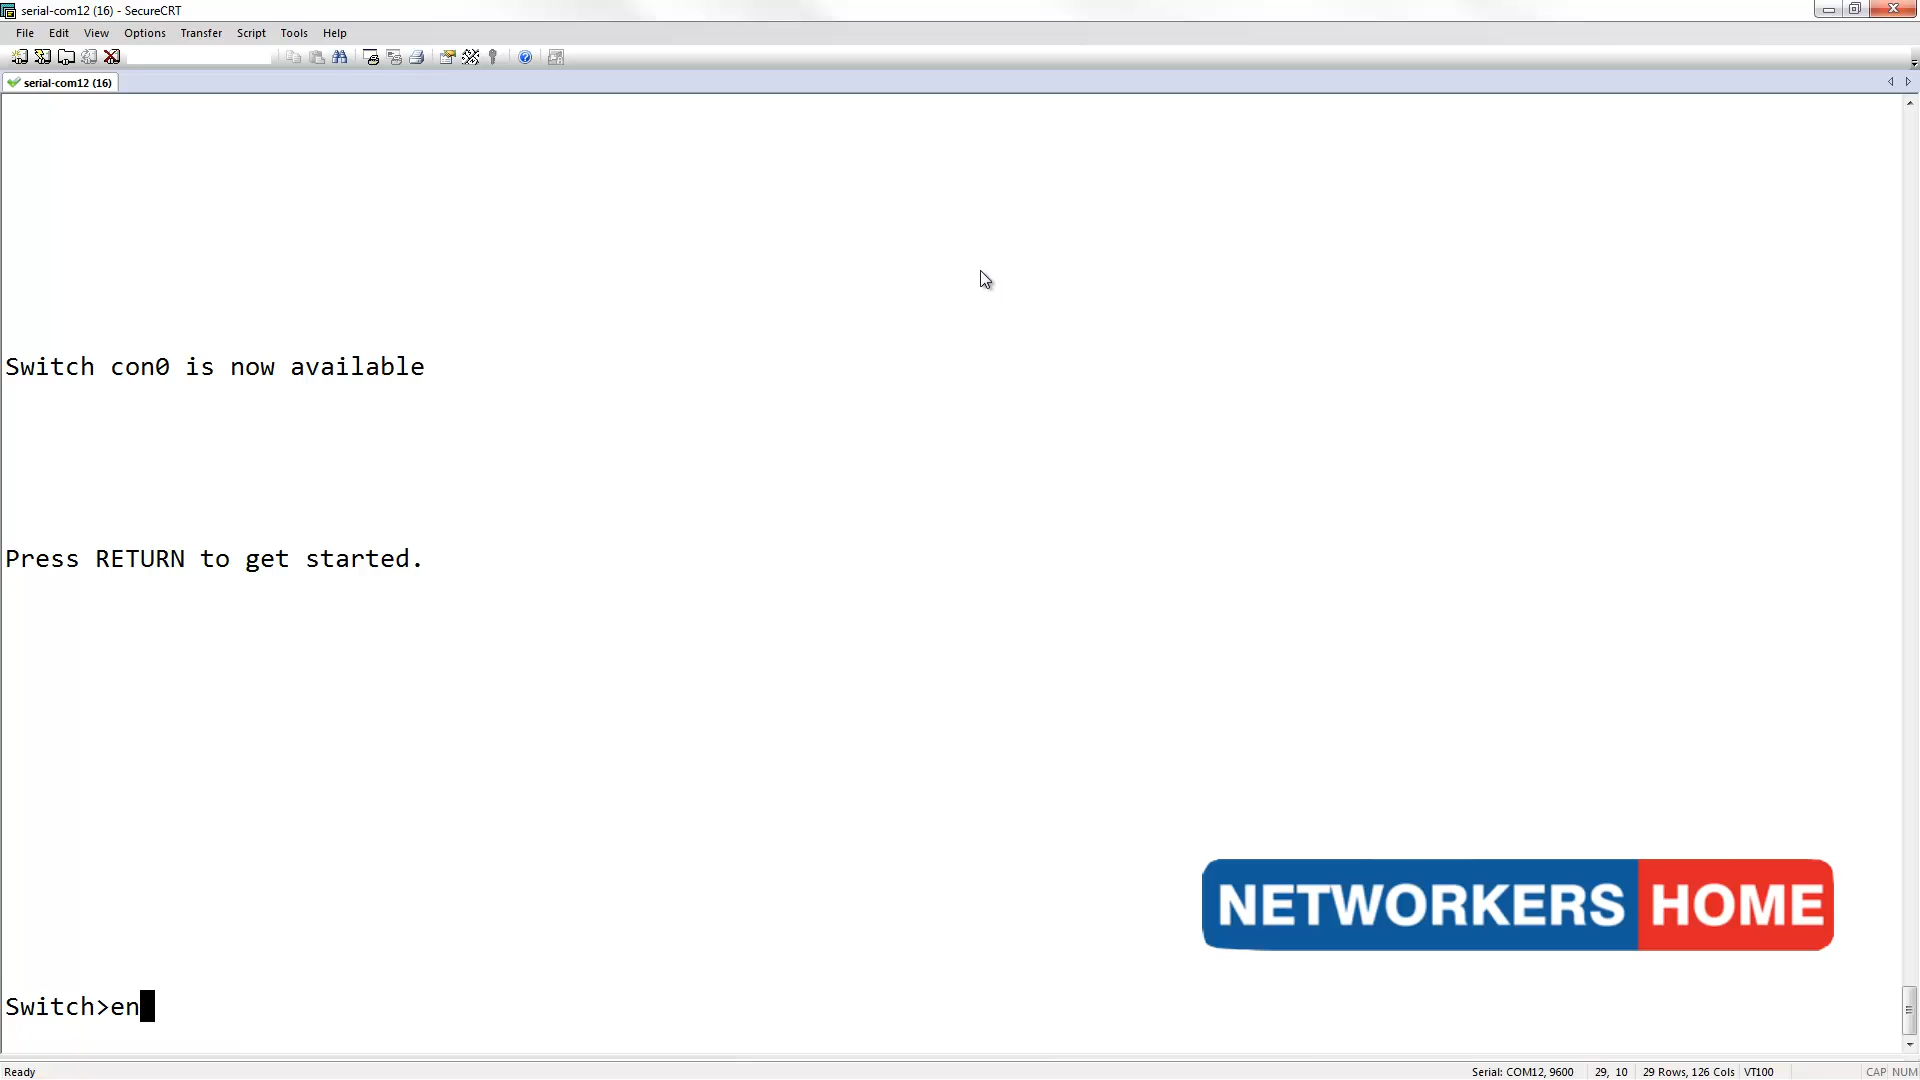 serial-com12 (16) - SecureCRT
File Edit View Options Transfer Script Tools Help
serial-com12 (16)
Switch con0 is now available
Press RETURN to get started.
NETWORKERS HOME
Switch>en
Ready Serial: COM12, 9600 29, 10 29 Rows, 126 Cols VT100 CAP NUM